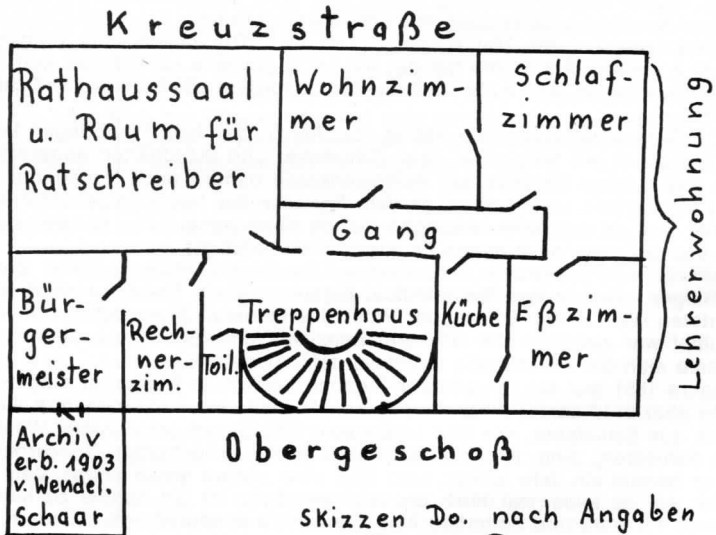 Kreuzstraße
Rathaussaal
u. Raum für
Ratschreiber
Wohnzim-
mer
Schlaf-
zimmer
Lehrerwohnung
Gang
Bür-
ger-
meister
Rech-
ner-
zim.
Toil.
Treppenhaus
Küche
Eßzim-
mer
Archiv
erb. 1903
v. Wendel.
Schaar
Obergeschoß
Skizzen Do. nach Angaben